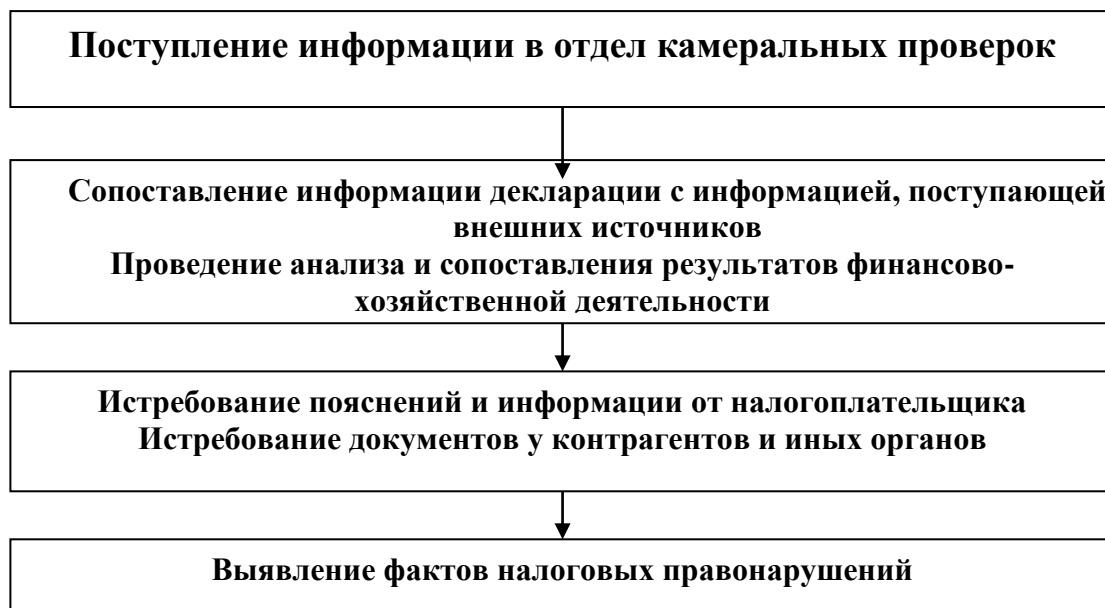 Поступление информации в отдел камеральных проверок
Сопоставление информации декларации с информацией, поступающей
внешних источников
Проведение анализа и сопоставления результатов финансово-
хозяйственной деятельности
Истребование пояснений и информации от налогоплательщика
Истребование документов у контрагентов и иных органов
Выявление фактов налоговых правонарушений